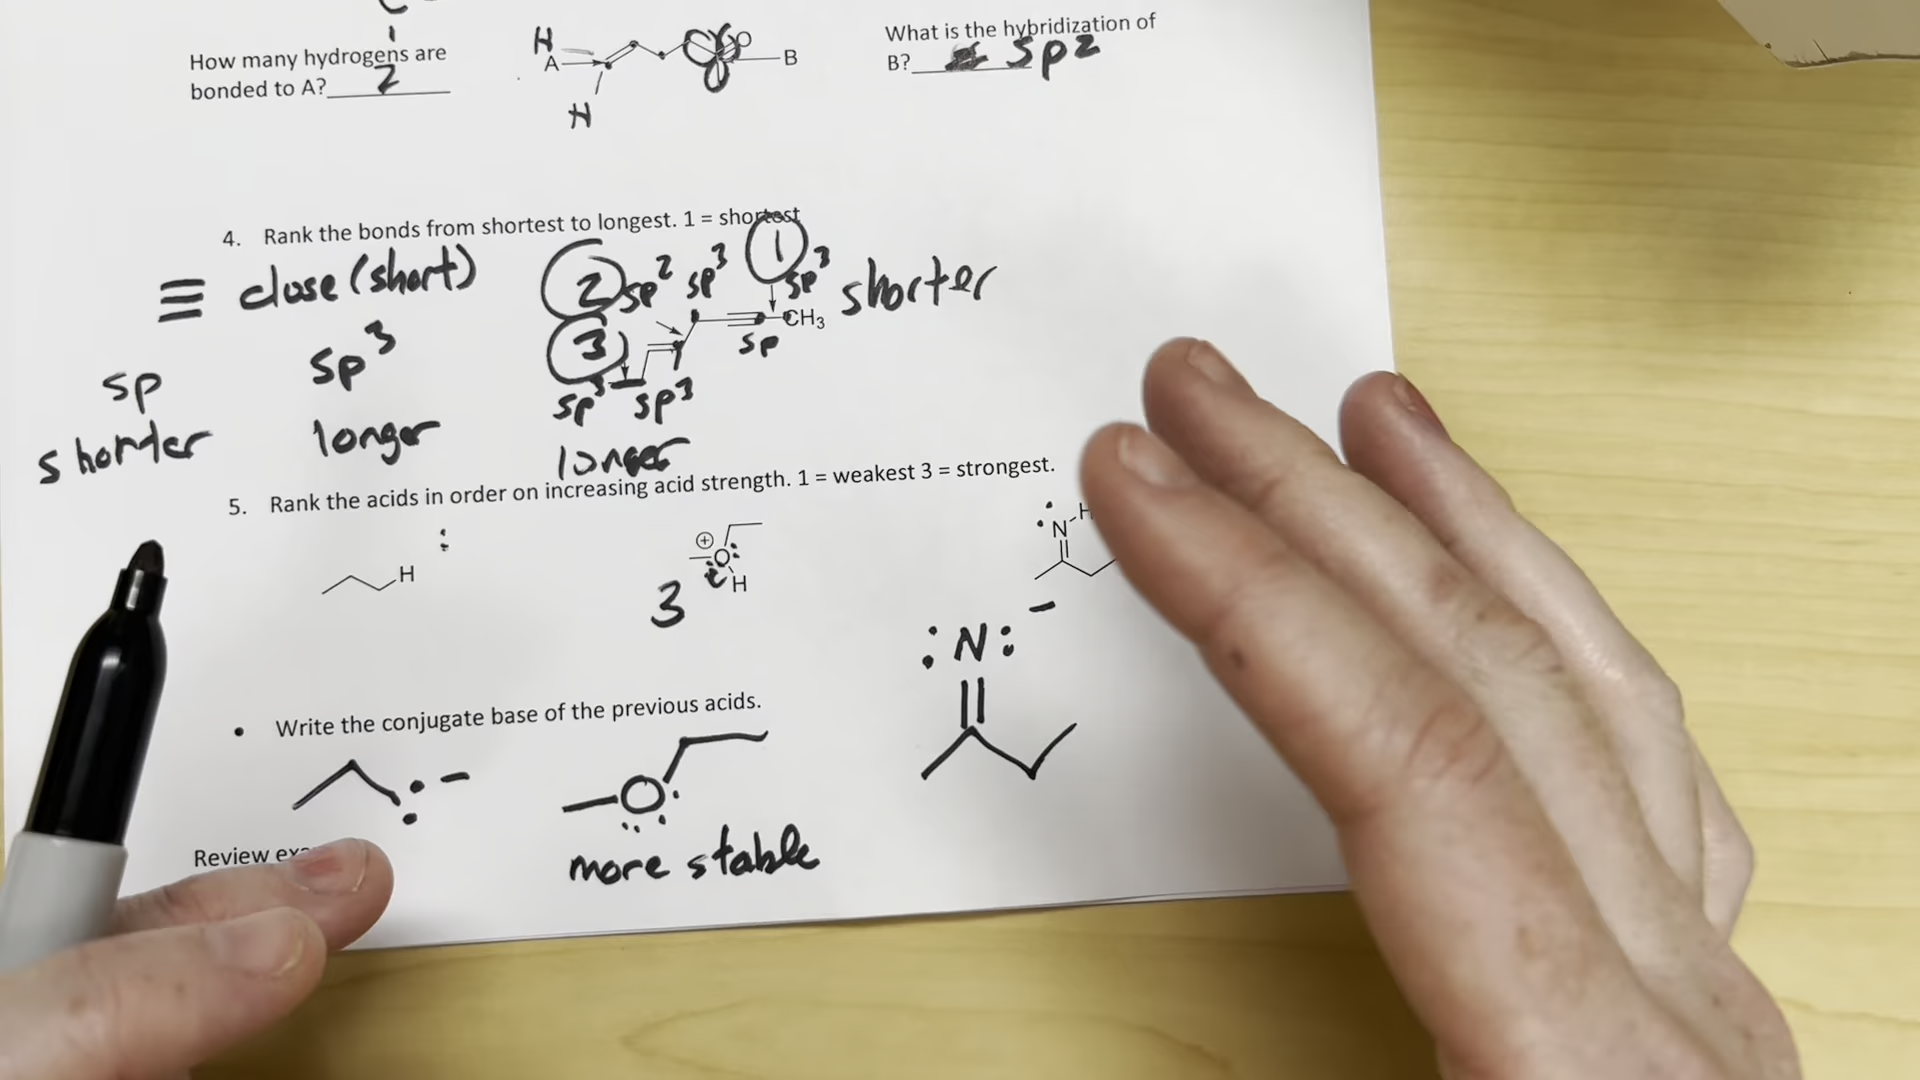 How many hydrogens are
bonded to A? 2
H
A
H
O
B
What is the hybridization of
B? sp2
4. Rank the bonds from shortest to longest. 1 = shortest
≡ close (short)
2 sp² sp³ 1 sp³ shorter
CH₃
sp
3
sp sp³ sp³ sp³
shorter longer longer
5. Rank the acids in order on increasing acid strength. 1 = weakest 3 = strongest.
:
H
⊕
O:
H
3
N-H
:N: −
• Write the conjugate base of the previous acids.
: −
O
more stable
Review